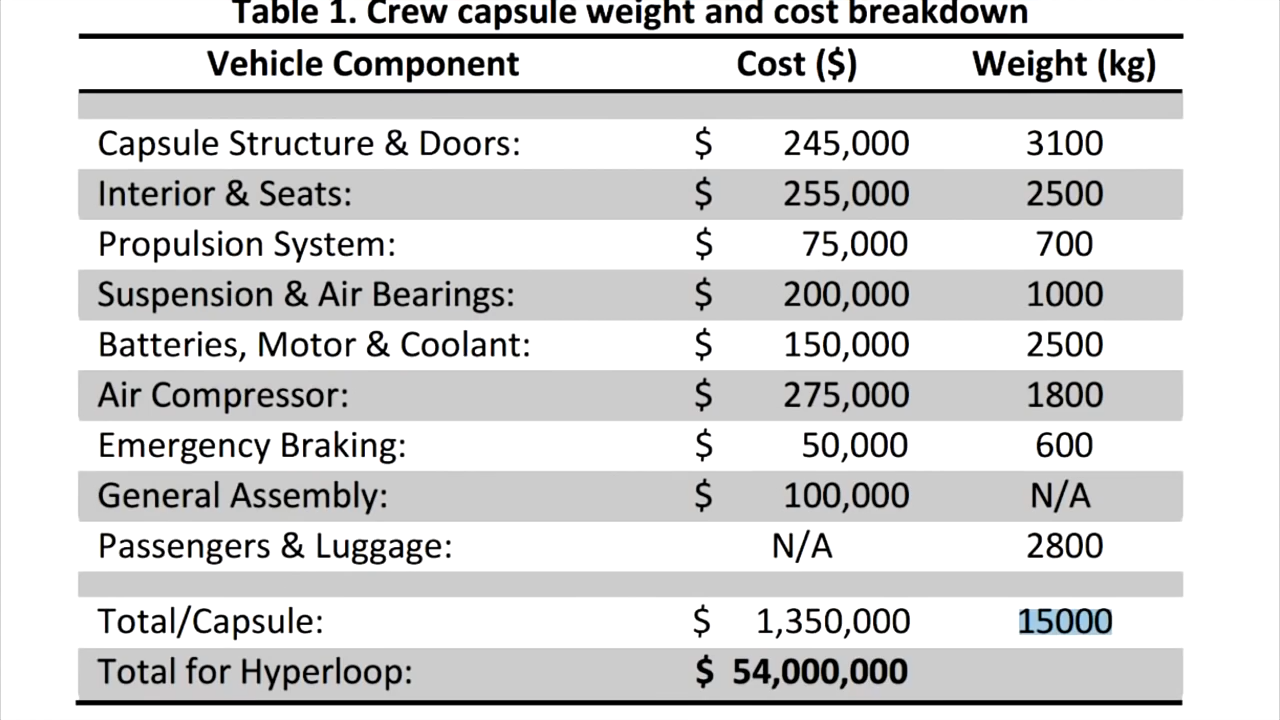 Table 1. Crew capsule weight and cost breakdown
Vehicle Component Cost ($) Weight (kg)
Capsule Structure & Doors: $ 245,000 3100
Interior & Seats: $ 255,000 2500
Propulsion System: $ 75,000 700
Suspension & Air Bearings: $ 200,000 1000
Batteries, Motor & Coolant: $ 150,000 2500
Air Compressor: $ 275,000 1800
Emergency Braking: $ 50,000 600
General Assembly: $ 100,000 N/A
Passengers & Luggage: N/A 2800
Total/Capsule: $ 1,350,000 15000
Total for Hyperloop: $ 54,000,000